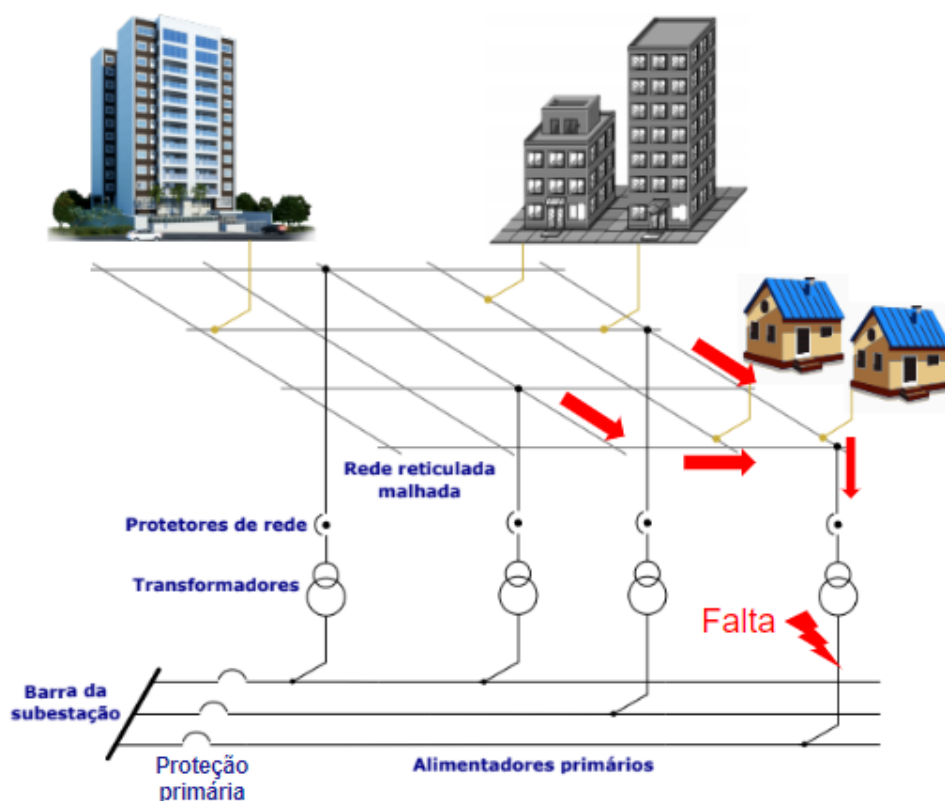 Rede reticulada
malhada
Protetores de rede
Transformadores
Falta
Barra da
subestação
Proteção
primária
Alimentadores primários